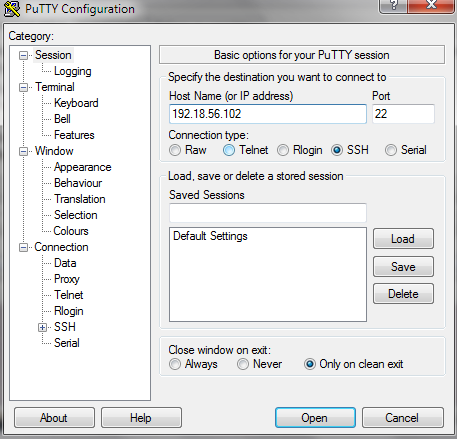 PuTTY Configuration
?
Category:
Session
Logging
Terminal
Keyboard
Bell
Features
Window
Appearance
Behaviour
Translation
Selection
Colours
Connection
Data
Proxy
Telnet
Rlogin
SSH
Serial
Basic options for your PuTTY session
Specify the destination you want to connect to
Host Name (or IP address) Port
192.18.56.102 22
Connection type:
Raw Telnet Rlogin SSH Serial
Load, save or delete a stored session
Saved Sessions
Default Settings
Load
Save
Delete
Close window on exit:
Always Never Only on clean exit
About Help Open Cancel